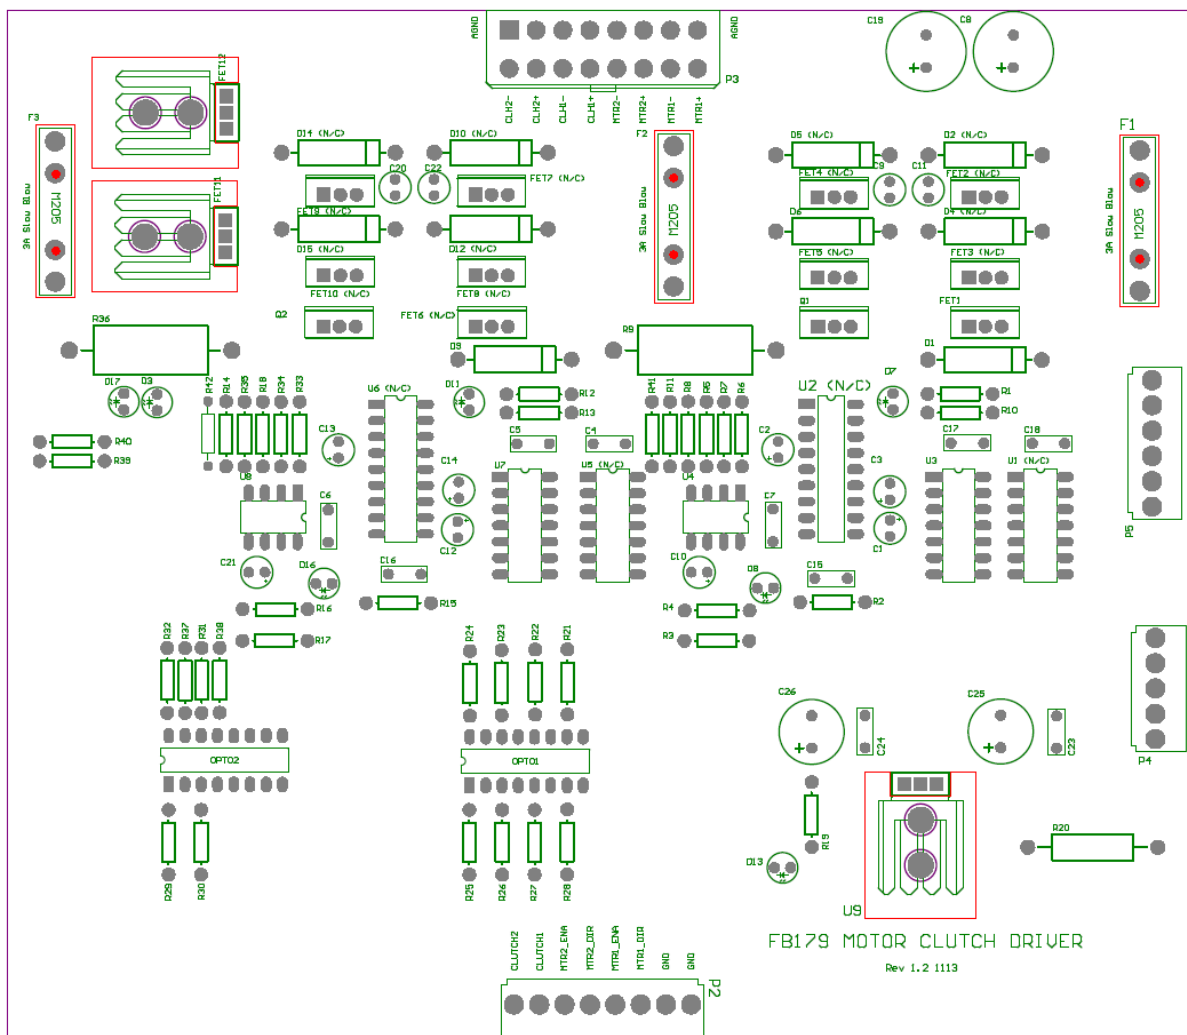 C19
C8
AGND
AGND
P3
CLH2-
CLH2+
CLH1-
CLH1+
MTR2-
MTR2+
MTR1-
MTR1+
FET12
F3
3A Slow Blow
M205
FET11
D14 (N/C)
D10 (N/C)
F2
D5 (N/C)
D2 (N/C)
F1
C20
C22
FET7 (N/C)
3A Slow Blow
M205
FET4 (N/C)
C9
C11
FET2 (N/C)
3A Slow Blow
M205
FET9 (N/C)
D6
D4 (N/C)
D15 (N/C)
D12 (N/C)
FET5 (N/C)
FET3 (N/C)
FET10 (N/C)
FET8 (N/C)
Q2
FET6 (N/C)
Q1
FET1
R36
R9
D9
D1
D17
D3
R42
R14
R35
R18
R34
R33
U6 (N/C)
D11
R12
R13
R41
R11
R8
R5
R7
R6
U2 (N/C)
D7
R1
R10
R40
R39
C13
C5
C4
C2
C17
C18
U8
C14
U7
U5 (N/C)
U4
C3
U3
U1 (N/C)
C6
C7
P5
C12
C1
C21
D16
C16
C10
D8
C15
R16
R15
R4
R2
R17
R3
R32
R37
R31
R38
R24
R23
R22
R21
C26
C25
C24
C23
OPTO2
OPTO1
P4
R19
R20
R29
R30
R25
R26
R27
R28
D13
U9
FB179 MOTOR CLUTCH DRIVER
Rev 1.2 1113
CLUTCH2
CLUTCH1
MTR2_ENA
MTR2_DIR
MTR1_ENA
MTR1_DIR
GND
GND
P2